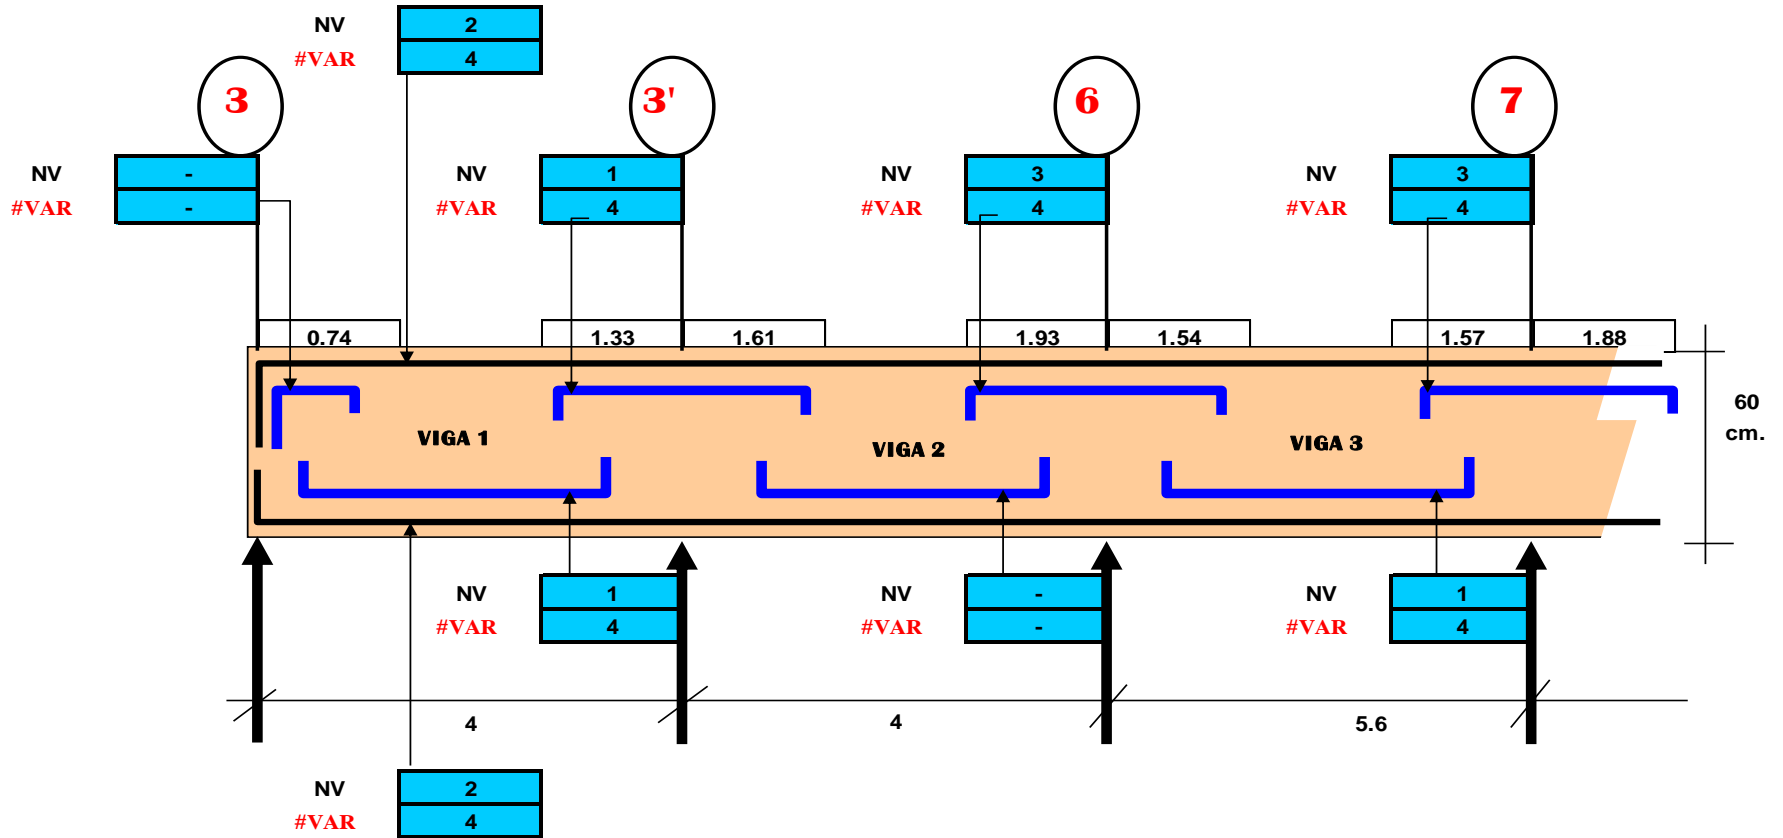 NV 2
#VAR 4
3 3' 6 7
NV - NV 1 NV 3 NV 3
#VAR - #VAR 4 #VAR 4 #VAR 4
0.74 1.33 1.61 1.93 1.54 1.57 1.88
60
cm.
VIGA 1 VIGA 2 VIGA 3
NV 1 NV - NV 1
#VAR 4 #VAR - #VAR 4
4 4 5.6
NV 2
#VAR 4